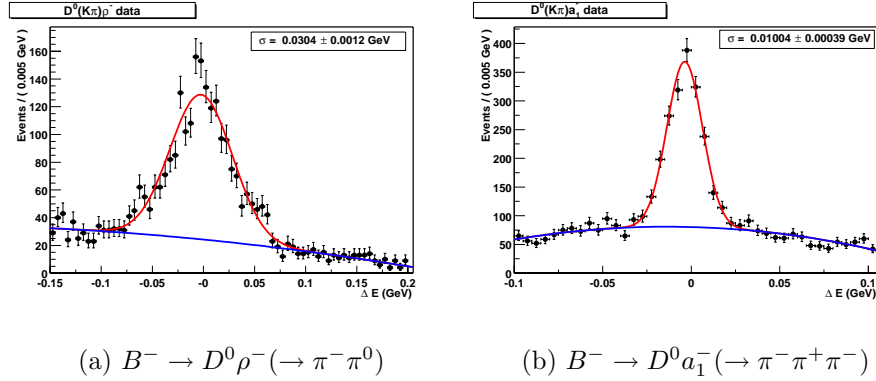 D⁰(Kπ)ρ⁻ data
σ = 0.0304 ± 0.0012 GeV
Events / ( 0.005 GeV )
160
140
120
100
80
60
40
20
0
-0.15 -0.1 -0.05 -0 0.05 0.1 0.15 0.2
Δ E (GeV)
(a) B⁻ → D⁰ρ⁻(→ π⁻π⁰)
D⁰(Kπ)a₁⁻ data
σ = 0.01004 ± 0.00039 GeV
Events / ( 0.005 GeV )
400
350
300
250
200
150
100
50
0
-0.1 -0.05 0 0.05 0.1
Δ E (GeV)
(b) B⁻ → D⁰a₁⁻(→ π⁻π⁺π⁻)